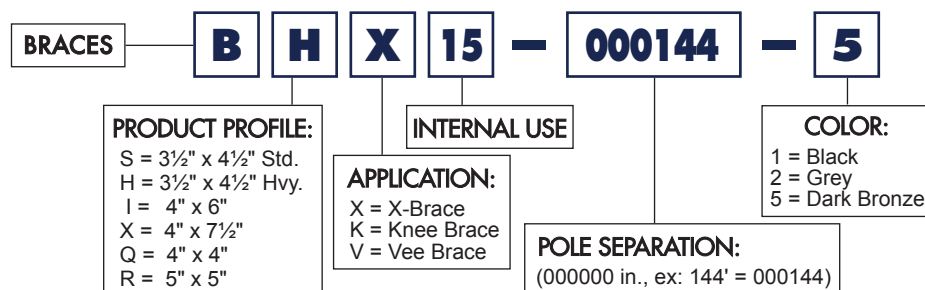 BRACES B H X 15 – 000144 – 5
PRODUCT PROFILE:
S = 3½" x 4½" Std.
H = 3½" x 4½" Hvy.
I = 4" x 6"
X = 4" x 7½"
Q = 4" x 4"
R = 5" x 5"
APPLICATION:
X = X-Brace
K = Knee Brace
V = Vee Brace
INTERNAL USE
POLE SEPARATION:
(000000 in., ex: 144' = 000144)
COLOR:
1 = Black
2 = Grey
5 = Dark Bronze